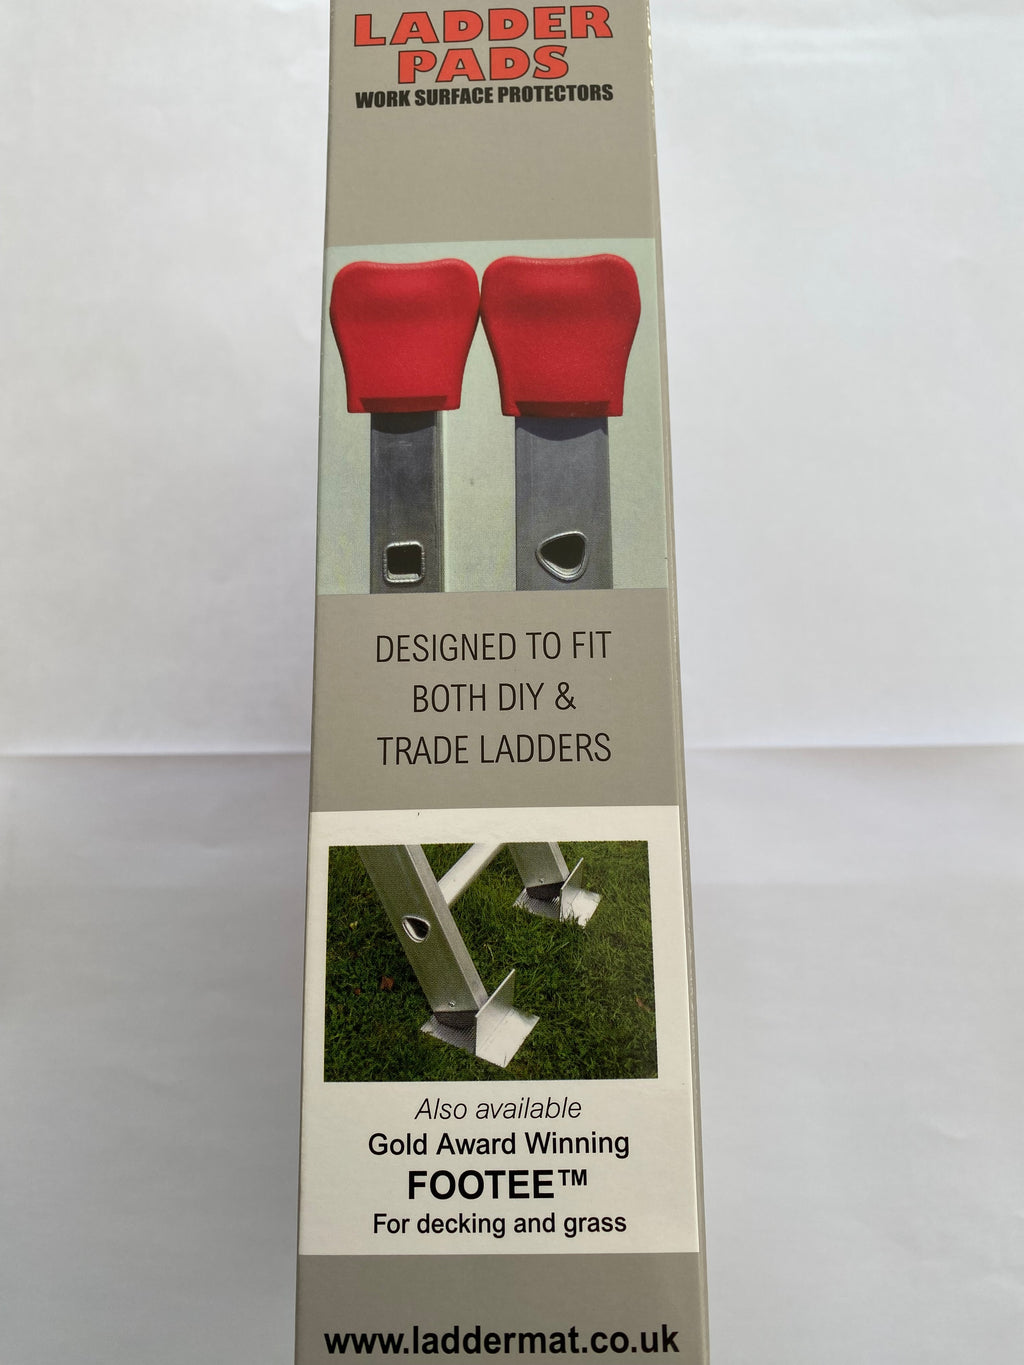 LADDER
PADS
WORK SURFACE PROTECTORS
DESIGNED TO FIT
BOTH DIY &
TRADE LADDERS
Also available
Gold Award Winning
FOOTEE™
For decking and grass
www.laddermat.co.uk